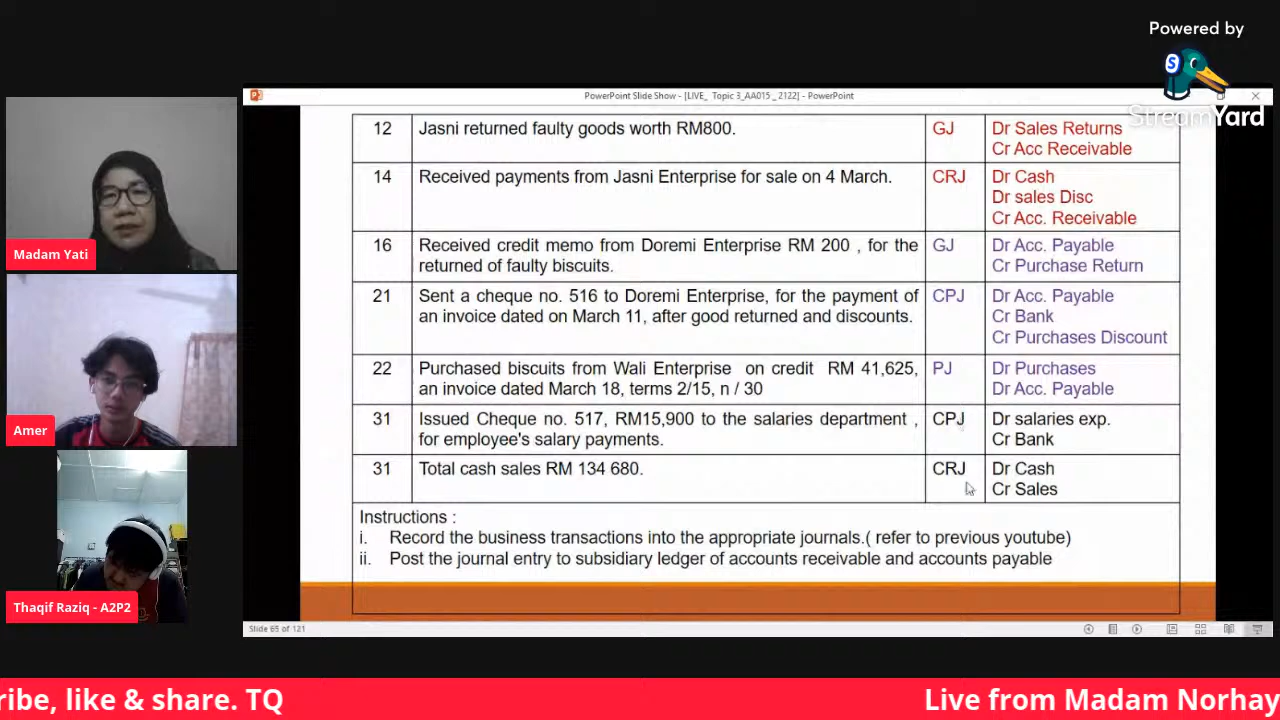 Powered by
S
StreamYard
PowerPoint Slide Show - [LIVE_ Topic 3_AA015 _ 2122] - PowerPoint
12 Jasni returned faulty goods worth RM800. GJ Dr Sales Returns
Cr Acc Receivable
14 Received payments from Jasni Enterprise for sale on 4 March. CRJ Dr Cash
Dr sales Disc
Cr Acc. Receivable
16 Received credit memo from Doremi Enterprise RM 200 , for the GJ Dr Acc. Payable
returned of faulty biscuits. Cr Purchase Return
21 Sent a cheque no. 516 to Doremi Enterprise, for the payment of CPJ Dr Acc. Payable
an invoice dated on March 11, after good returned and discounts. Cr Bank
Cr Purchases Discount
22 Purchased biscuits from Wali Enterprise on credit RM 41,625, PJ Dr Purchases
an invoice dated March 18, terms 2/15, n / 30 Dr Acc. Payable
31 Issued Cheque no. 517, RM15,900 to the salaries department , CPJ Dr salaries exp.
for employee's salary payments. Cr Bank
31 Total cash sales RM 134 680. CRJ Dr Cash
Cr Sales
Instructions :
i. Record the business transactions into the appropriate journals.( refer to previous youtube)
ii. Post the journal entry to subsidiary ledger of accounts receivable and accounts payable
Slide 65 of 121
Madam Yati
Amer
Thaqif Raziq - A2P2
ribe, like & share. TQ
Live from Madam Norhay